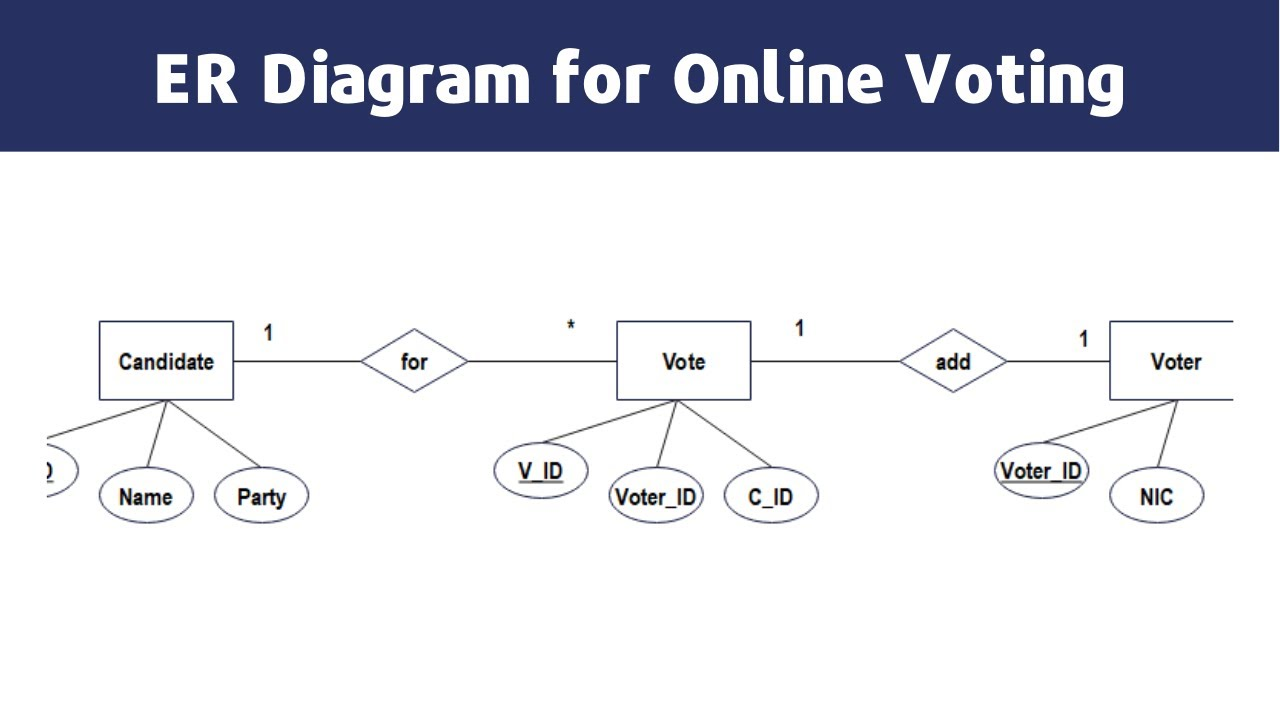 ER Diagram for Online Voting
1 * 1 1
Candidate for Vote add Voter
V_ID Voter_ID
Name Party Voter_ID C_ID NIC